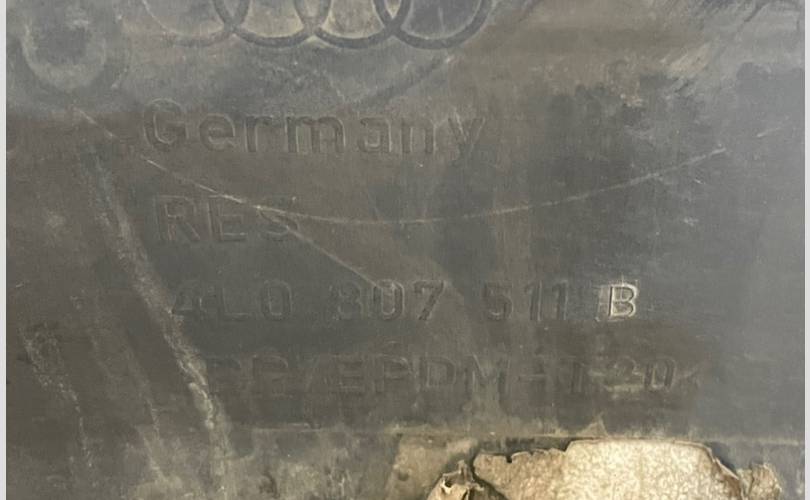 Germany
RES
4L0 807 511 B
PP/EPDM-T20